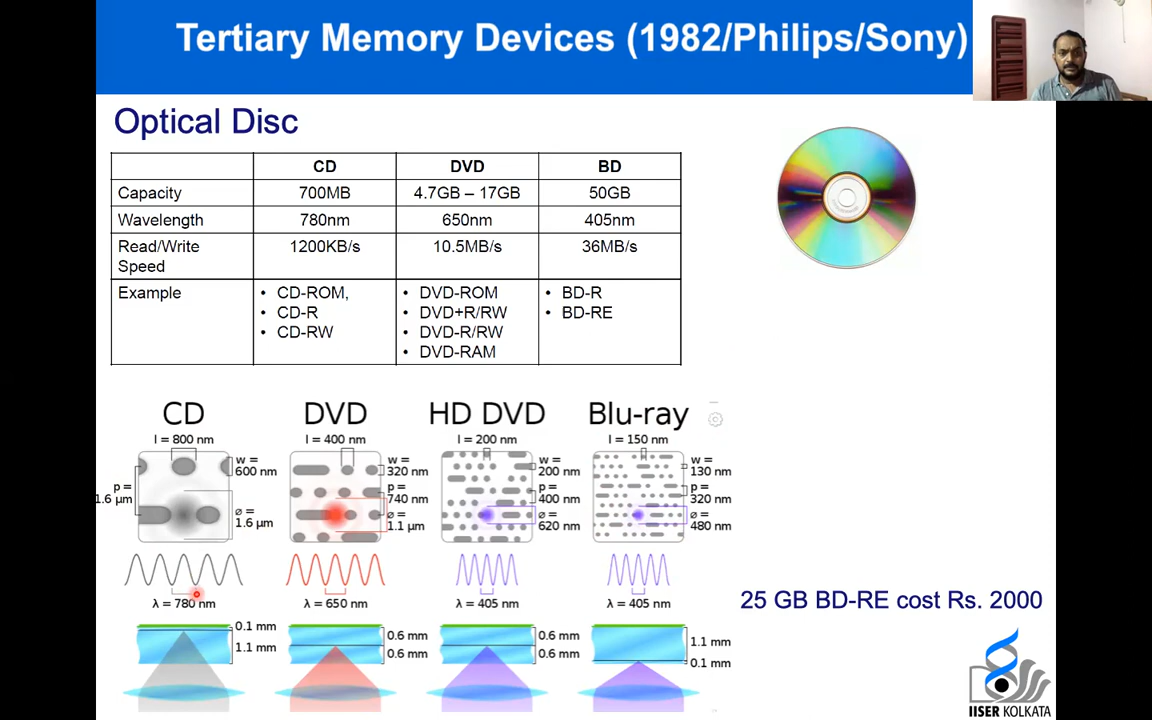 Tertiary Memory Devices (1982/Philips/Sony)
Optical Disc
CD DVD BD
Capacity 700MB 4.7GB – 17GB 50GB
Wavelength 780nm 650nm 405nm
Read/Write 1200KB/s 10.5MB/s 36MB/s
Speed
Example • CD-ROM, • DVD-ROM • BD-R
• CD-R • DVD+R/RW • BD-RE
• CD-RW • DVD-R/RW
• DVD-RAM
CD DVD HD DVD Blu-ray
l = 800 nm l = 400 nm l = 200 nm l = 150 nm
w = w = w = w =
600 nm 320 nm 200 nm 130 nm
p = p = p = p =
1.6 µm 740 nm 400 nm 320 nm
⌀ = ⌀ = ⌀ = ⌀ =
1.6 µm 1.1 µm 620 nm 480 nm
λ = 780 nm λ = 650 nm λ = 405 nm λ = 405 nm
25 GB BD-RE cost Rs. 2000
0.1 mm 0.6 mm 0.6 mm 1.1 mm
1.1 mm 0.6 mm 0.6 mm 0.1 mm
IISER KOLKATA